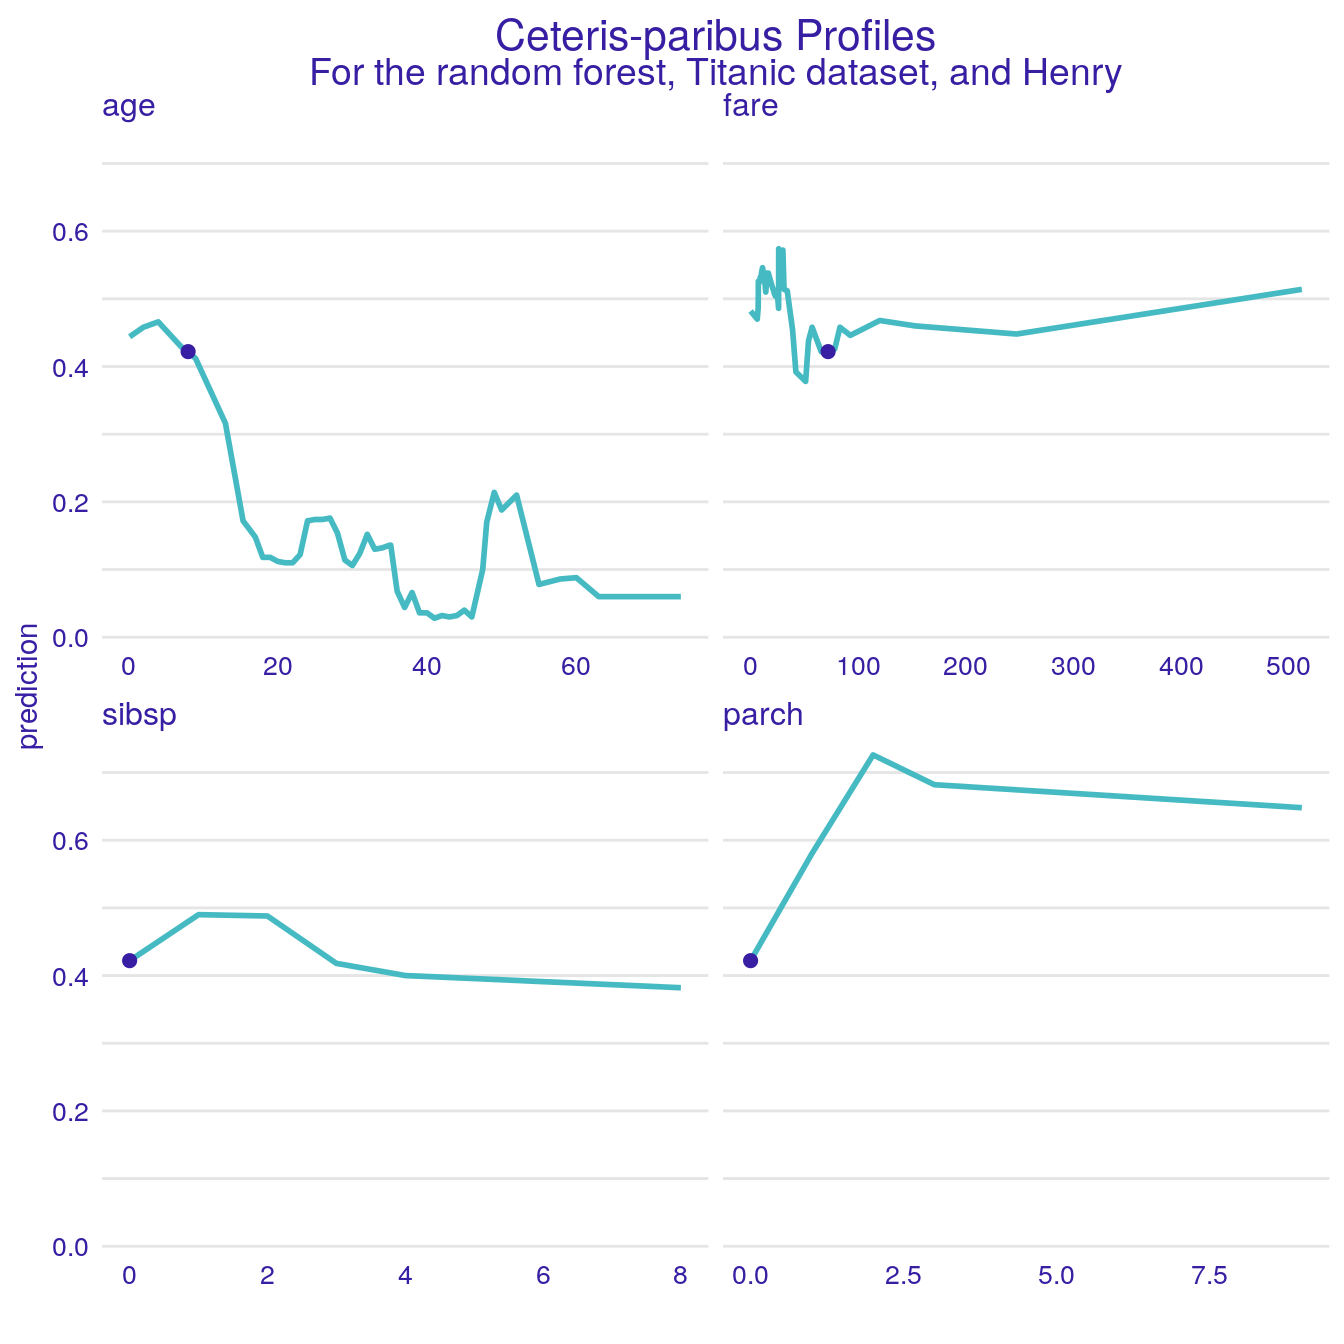 Ceteris-paribus Profiles
For the random forest, Titanic dataset, and Henry
age
fare
0.6
0.4
0.2
0.0
0 20 40 60
0 100 200 300 400 500
prediction
sibsp
parch
0.6
0.4
0.2
0.0
0 2 4 6 8
0.0 2.5 5.0 7.5